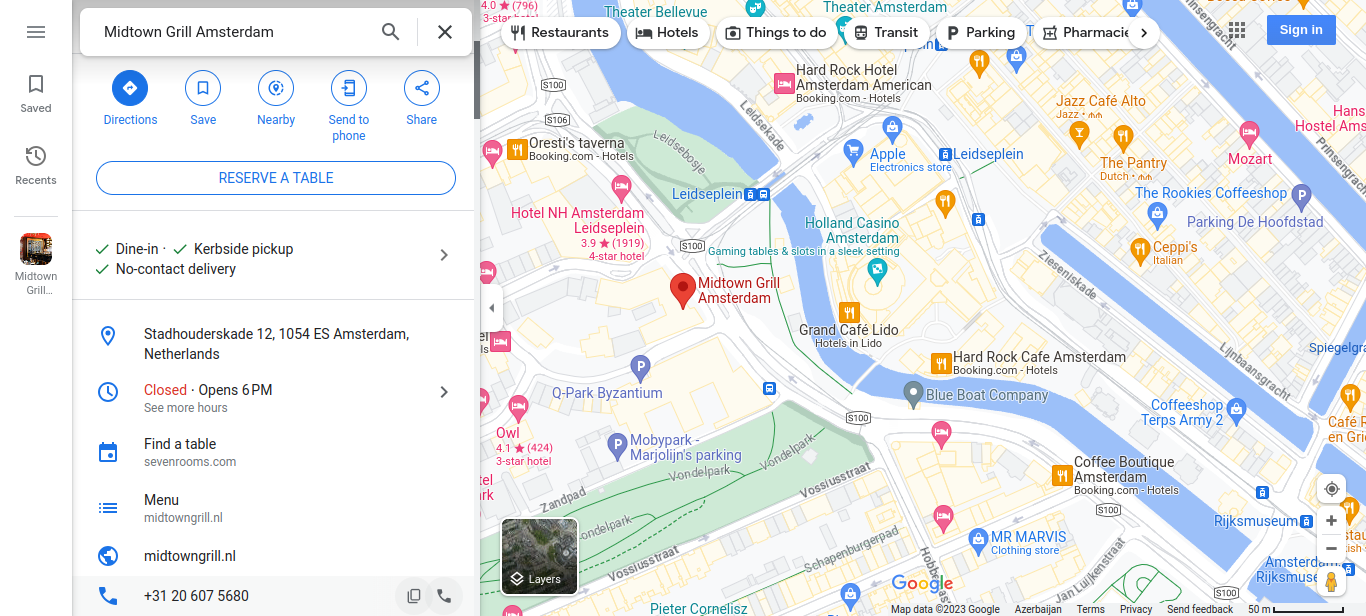 Midtown Grill Amsterdam
Saved
Recents
Midtown
Grill...
Directions
Save
Nearby
Send to
phone
Share
RESERVE A TABLE
Dine-in · Kerbside pickup
No-contact delivery
Stadhouderskade 12, 1054 ES Amsterdam,
Netherlands
Closed · Opens 6 PM
See more hours
Find a table
sevenrooms.com
Menu
midtowngrill.nl
midtowngrill.nl
+31 20 607 5680
4.0 ★ (796)
3-star hotel
Theater Bellevue
Theater Amsterdam
Restaurants
Hotels
Things to do
Transit
Parking
Pharmacie
Sign in
Hard Rock Hotel
Amsterdam American
Booking.com - Hotels
S100
S106
Leidsekade
Leidsebosje
Oresti's taverna
Booking.com - Hotels
Apple
Electronics store
Leidseplein
Jazz Café Alto
Jazz
The Pantry
Dutch
Mozart
Hans
Hostel Ams
Prinsengracht
The Rookies Coffeeshop
Parking De Hoofdstad
Leidseplein
Hotel NH Amsterdam
Leidseplein
3.9 ★ (1919)
4-star hotel
S100
Holland Casino
Amsterdam
Gaming tables & slots in a sleek setting
Ceppi's
Italian
Zieseniskade
Midtown Grill
Amsterdam
Grand Café Lido
Hotels in Lido
Hard Rock Cafe Amsterdam
Booking.com - Hotels
Lijnbaansgracht
Spiegelgra
Q-Park Byzantium
Blue Boat Company
Coffeeshop
Terps Army 2
Café R
en Grie
S100
Owl
4.1 ★ (424)
3-star hotel
Mobypark -
Marjolijn's parking
Vondelpark
Vondelpark
Vossiusstraat
Zandpad
Coffee Boutique
Amsterdam
Booking.com - Hotels
S100
Rijksmuseum
Vondelpark
Vossiusstraat
Schapenburgerpad
MR MARVIS
Clothing store
Jan Luijkenstraat
Amsterdam,
Rijksmuse
S100
Layers
Pieter Cornelisz
Google
Map data ©2023 Google
Azerbaijan
Terms
Privacy
Send feedback
50 m